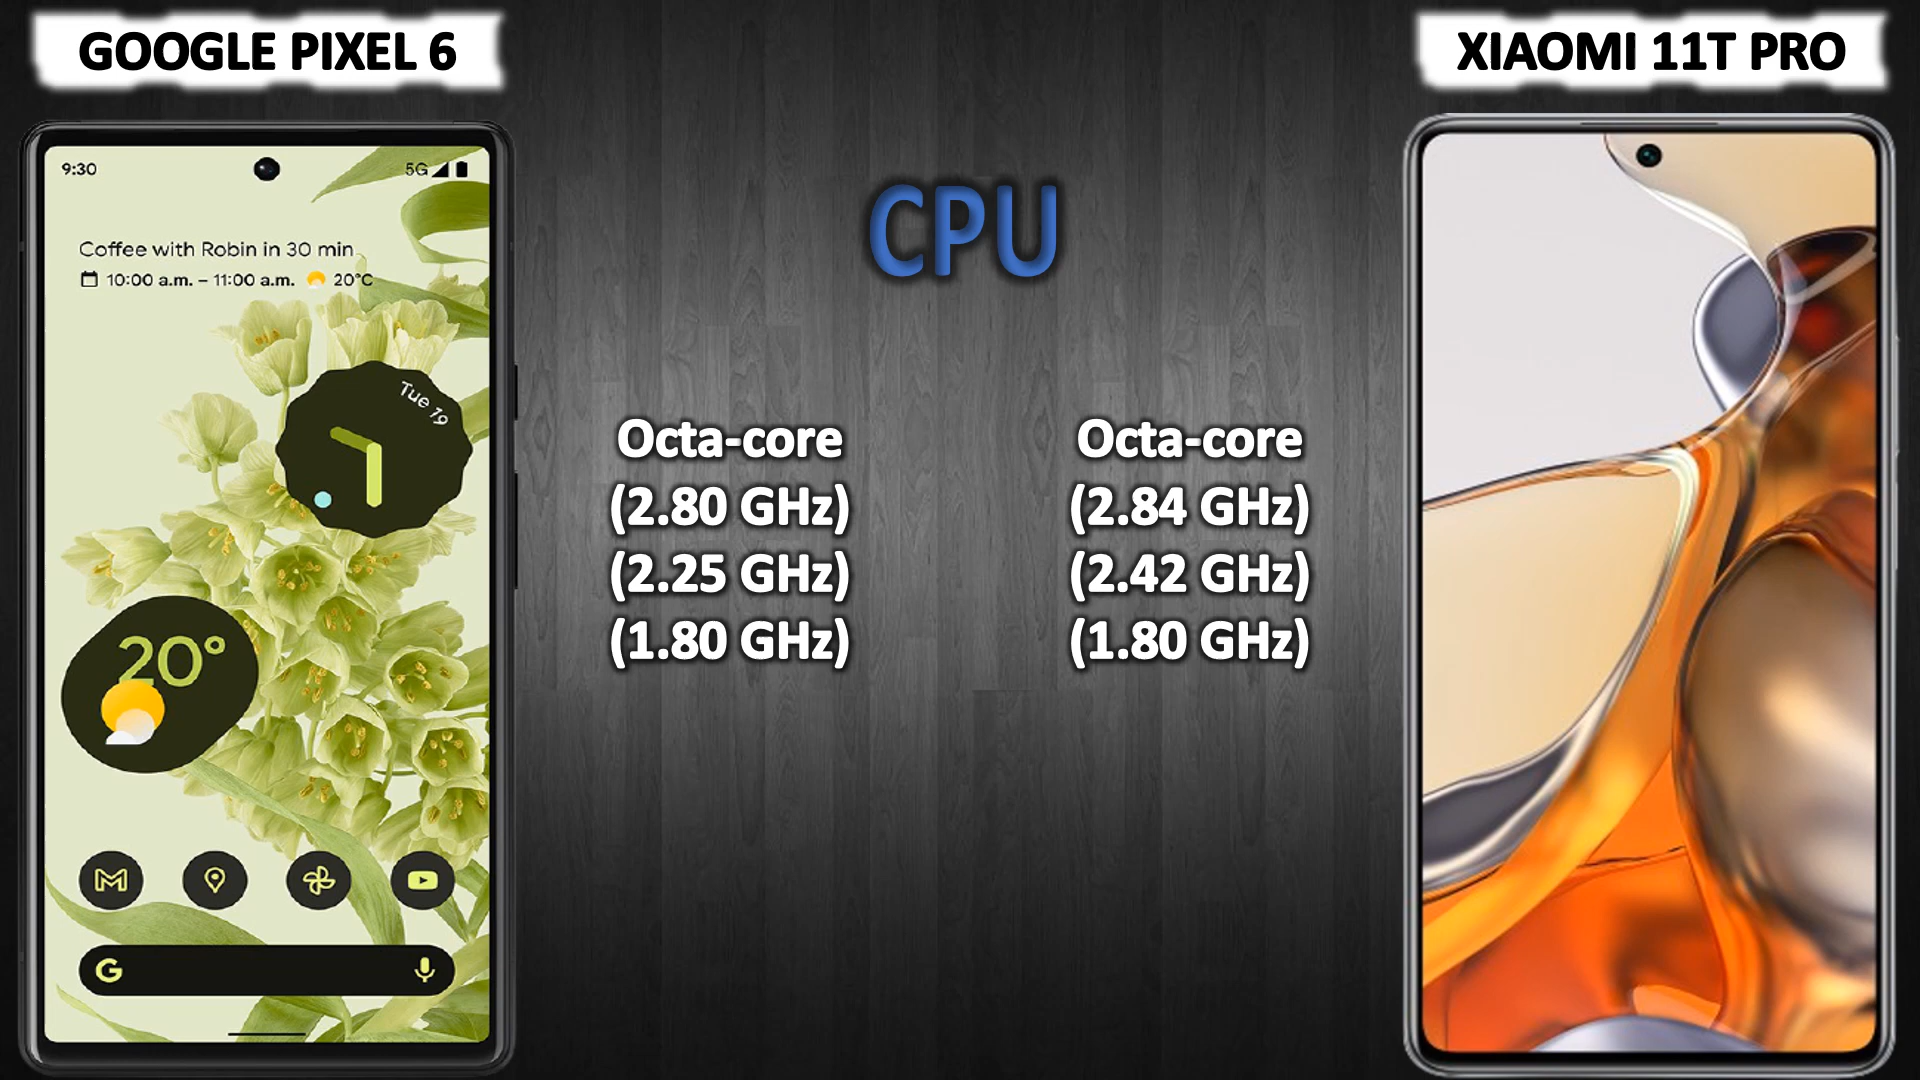 GOOGLE PIXEL 6
XIAOMI 11T PRO
9:30
5G
Coffee with Robin in 30 min
10:00 a.m. – 11:00 a.m. 20°C
Tue 19
20°
G
CPU
Octa-core
(2.80 GHz)
(2.25 GHz)
(1.80 GHz)
Octa-core
(2.84 GHz)
(2.42 GHz)
(1.80 GHz)